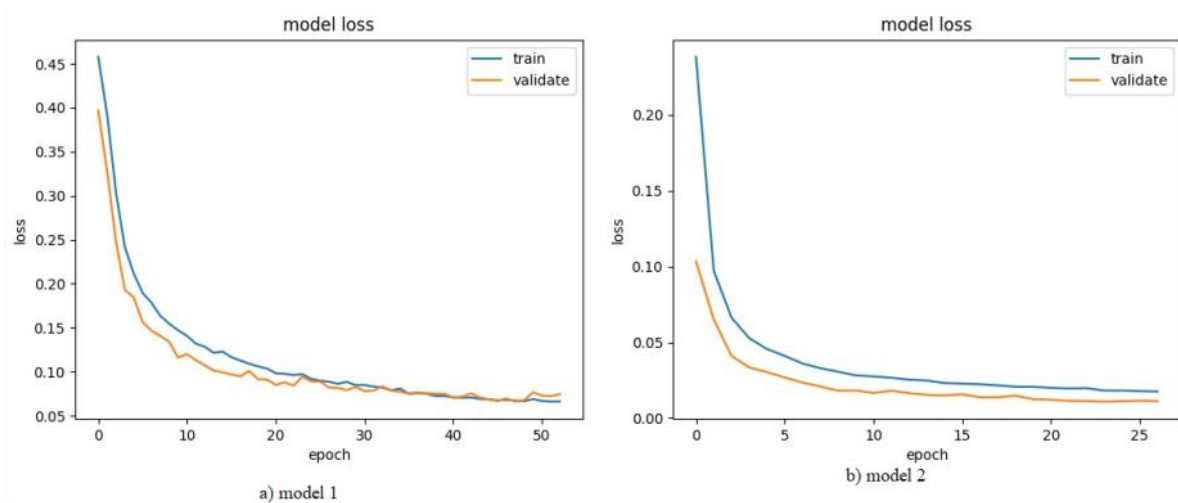 model loss
train
validate
loss
0.45
0.40
0.35
0.30
0.25
0.20
0.15
0.10
0.05
0 10 20 30 40 50
epoch
a) model 1
model loss
train
validate
loss
0.20
0.15
0.10
0.05
0.00
0 5 10 15 20 25
epoch
b) model 2